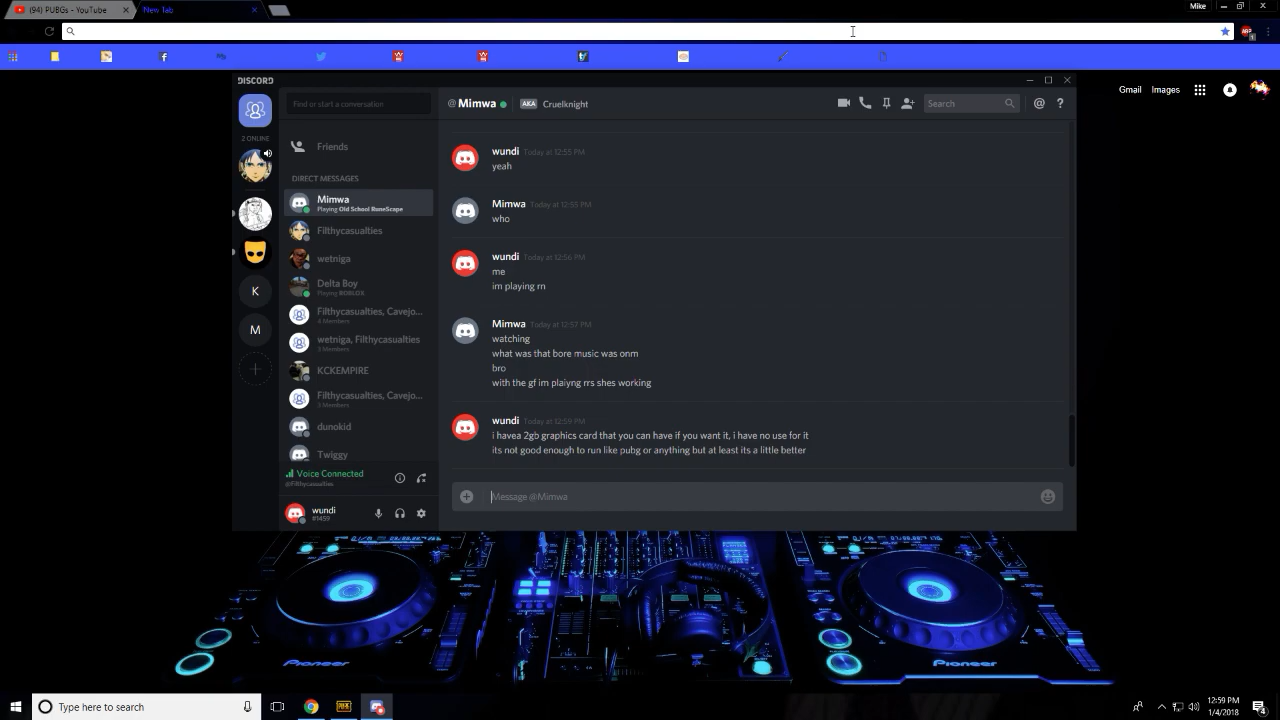 (94) PUBGs - YouTube
New Tab
Mike
Gmail
Images
DISCORD
2 ONLINE
K
M
Find or start a conversation
Friends
DIRECT MESSAGES
Mimwa
Playing Old School RuneScape
Filthycasualties
wetniga
Delta Boy
Playing ROBLOX
Filthycasualties, Cavejo...
4 Members
wetniga, Filthycasualties
3 Members
KCKEMPIRE
Filthycasualties, Cavejo...
3 Members
dunokid
Twiggy
Voice Connected
@Filthycasualties
wundi
#1459
@Mimwa AKA Cruelknight
Search
wundi Today at 12:55 PM
yeah
Mimwa Today at 12:55 PM
who
wundi Today at 12:56 PM
me
im playing rn
Mimwa Today at 12:57 PM
watching
what was that bore music was onm
bro
with the gf im plaiyng rrs shes working
wundi Today at 12:59 PM
i havea 2gb graphics card that you can have if you want it, i have no use for it
its not good enough to run like pubg or anything but at least its a little better
Message @Mimwa
Pioneer
Pioneer
Type here to search
12:59 PM
1/4/2018
4